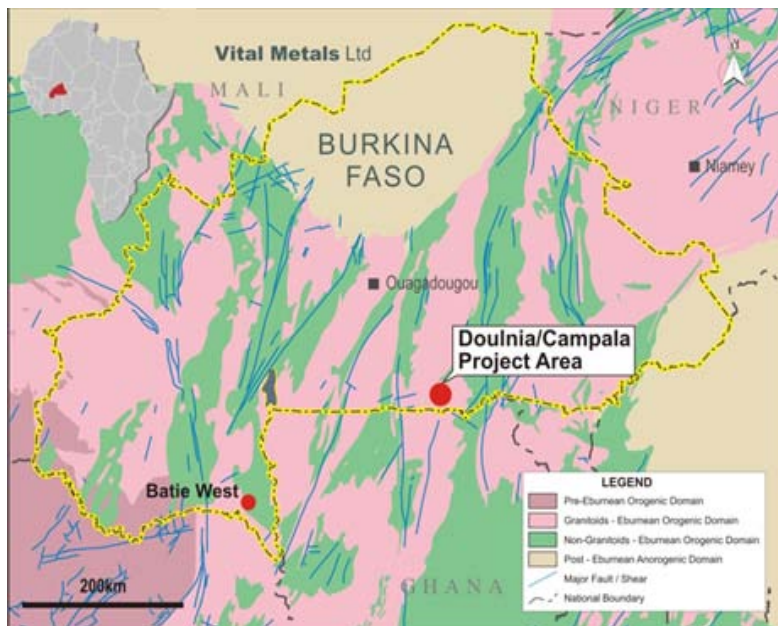 Vital Metals Ltd
MALI
BURKINA
FASO
NIGER
N
Niamey
Ouagadougou
Doulnia/Campala
Project Area
Batie West
200km
GHANA
LEGEND
Pre-Eburnean Orogenic Domain
Granitoids - Eburnean Orogenic Domain
Non-Granitoids - Eburnean Orogenic Domain
Post - Eburnean Anorogenic Domain
Major Fault / Shear
National Boundary